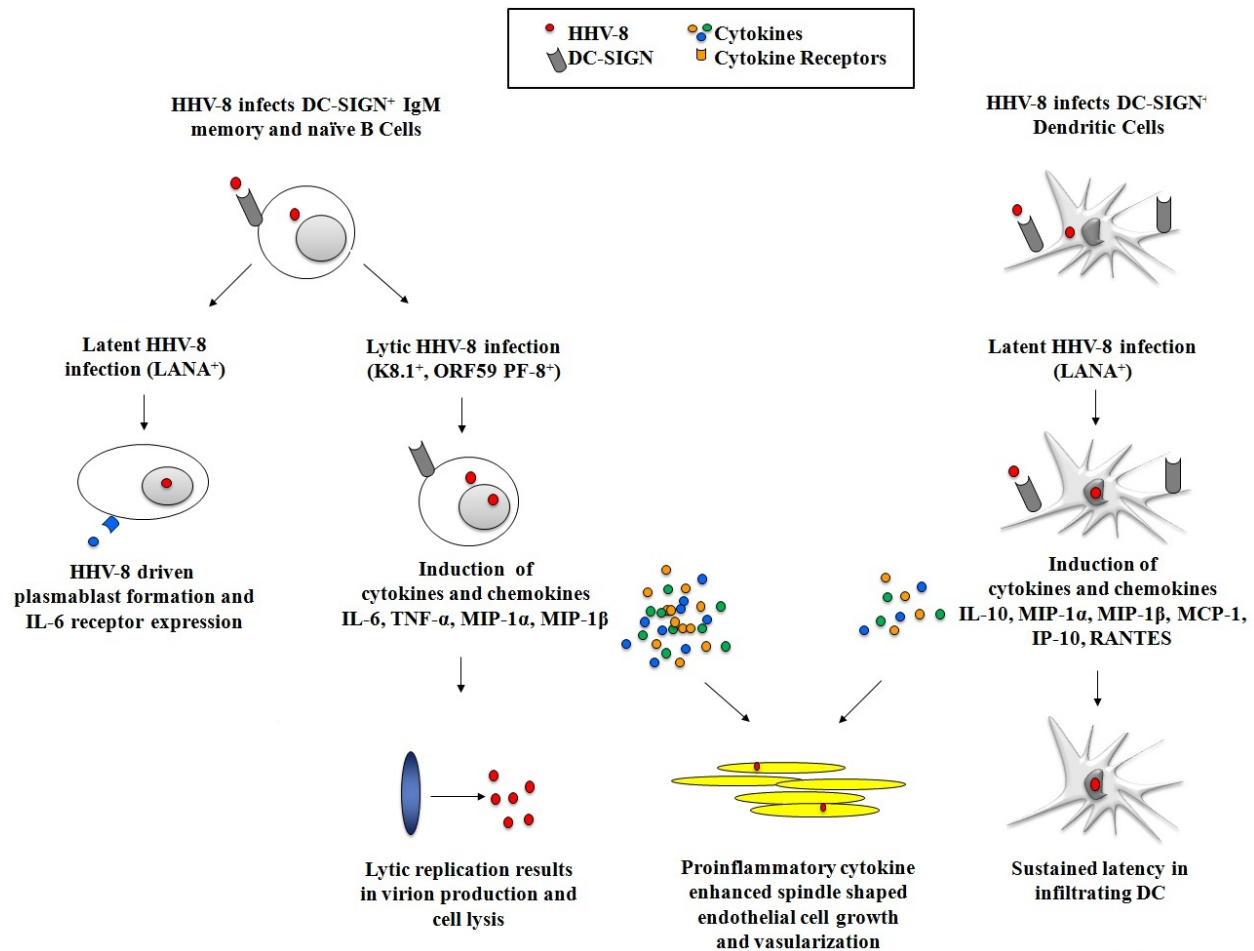 HHV-8
DC-SIGN
Cytokines
Cytokine Receptors
HHV-8 infects DC-SIGN⁺ IgM
memory and naïve B Cells
HHV-8 infects DC-SIGN⁺
Dendritic Cells
Latent HHV-8
infection (LANA⁺)
Lytic HHV-8 infection
(K8.1⁺, ORF59 PF-8⁺)
Latent HHV-8 infection
(LANA⁺)
HHV-8 driven
plasmablast formation and
IL-6 receptor expression
Induction of
cytokines and chemokines
IL-6, TNF-α, MIP-1α, MIP-1β
Induction of
cytokines and chemokines
IL-10, MIP-1α, MIP-1β, MCP-1,
IP-10, RANTES
Lytic replication results
in virion production and
cell lysis
Proinflammatory cytokine
enhanced spindle shaped
endothelial cell growth
and vasularization
Sustained latency in
infiltrating DC